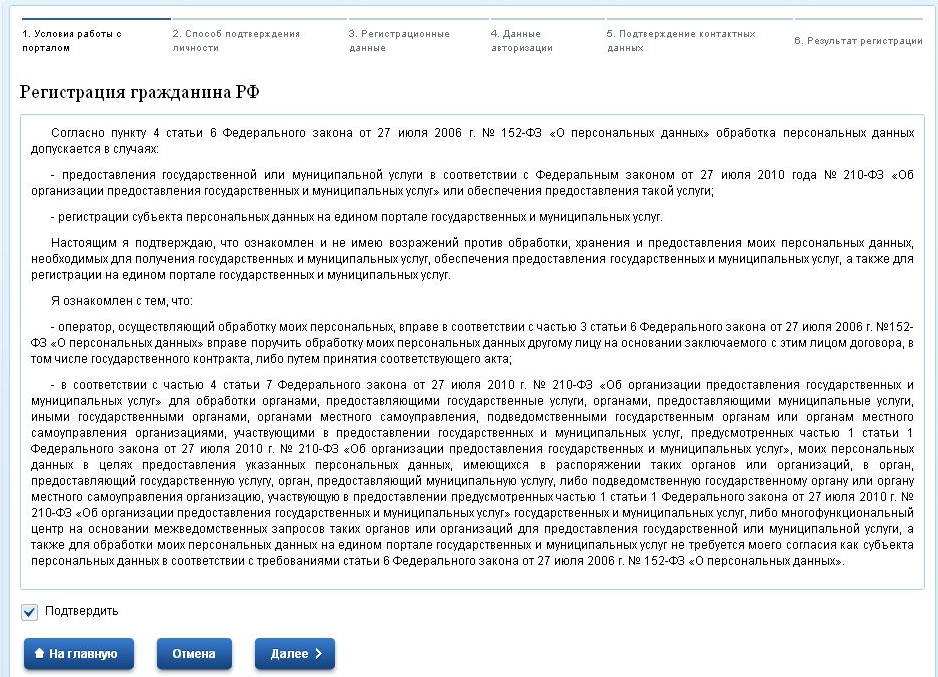 1. Условия работы с
порталом
2. Способ подтверждения
личности
3. Регистрационные
данные
4. Данные
авторизации
5. Подтверждение контактных
данных
6. Результат регистрации
Регистрация гражданина РФ
Согласно пункту 4 статьи 6 Федерального закона от 27 июля 2006 г. № 152-ФЗ «О персональных данных» обработка персональных данных
допускается в случаях:
- предоставления государственной или муниципальной услуги в соответствии с Федеральным законом от 27 июля 2010 года № 210-ФЗ «Об
организации предоставления государственных и муниципальных услуг» или обеспечения предоставления такой услуги;
- регистрации субъекта персональных данных на едином портале государственных и муниципальных услуг.
Настоящим я подтверждаю, что ознакомлен и не имею возражений против обработки, хранения и предоставления моих персональных данных,
необходимых для получения государственных и муниципальных услуг, обеспечения предоставления государственных и муниципальных услуг, а также для
регистрации на едином портале государственных и муниципальных услуг.
Я ознакомлен с тем, что:
- оператор, осуществляющий обработку моих персональных, вправе в соответствии с частью 3 статьи 6 Федерального закона от 27 июля 2006 г. №152-
ФЗ «О персональных данных» вправе поручить обработку моих персональных данных другому лицу на основании заключаемого с этим лицом договора, в
том числе государственного контракта, либо путем принятия соответствующего акта;
- в соответствии с частью 4 статьи 7 Федерального закона от 27 июля 2010 г. № 210-ФЗ «Об организации предоставления государственных и
муниципальных услуг» для обработки органами, предоставляющими государственные услуги, органами, предоставляющими муниципальные услуги,
иными государственными органами, органами местного самоуправления, подведомственными государственным органам или органам местного
самоуправления организациями, участвующими в предоставлении государственных и муниципальных услуг, предусмотренных частью 1 статьи 1
Федерального закона от 27 июля 2010 г. № 210-ФЗ «Об организации предоставления государственных и муниципальных услуг», моих персональных
данных в целях предоставления указанных персональных данных, имеющихся в распоряжении таких органов или организаций, в орган,
предоставляющий государственную услугу, орган, предоставляющий муниципальную услугу, либо подведомственную государственному органу или органу
местного самоуправления организацию, участвующую в предоставлении предусмотренных частью 1 статьи 1 Федерального закона от 27 июля 2010 г. №
210-ФЗ «Об организации предоставления государственных и муниципальных услуг» государственных и муниципальных услуг, либо многофункциональный
центр на основании межведомственных запросов таких органов или организаций для предоставления государственной или муниципальной услуги, а
также для обработки моих персональных данных на едином портале государственных и муниципальных услуг не требуется моего согласия как субъекта
персональных данных в соответствии с требованиями статьи 6 Федерального закона от 27 июля 2006 г. № 152-ФЗ «О персональных данных».
Подтвердить
На главную
Отмена
Далее